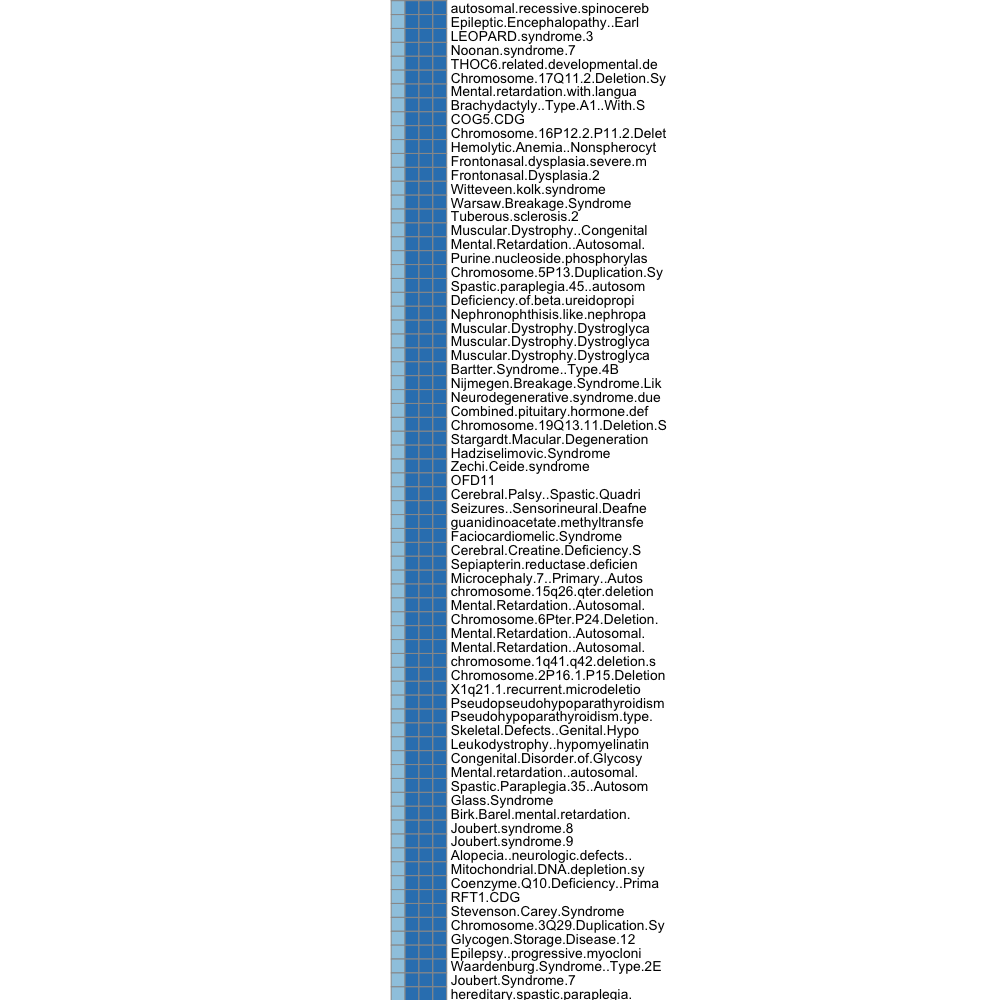 autosomal.recessive.spinocereb
Epileptic.Encephalopathy..Earl
LEOPARD.syndrome.3
Noonan.syndrome.7
THOC6.related.developmental.de
Chromosome.17Q11.2.Deletion.Sy
Mental.retardation.with.langua
Brachydactyly..Type.A1..With.S
COG5.CDG
Chromosome.16P12.2.P11.2.Delet
Hemolytic.Anemia..Nonspherocyt
Frontonasal.dysplasia.severe.m
Frontonasal.Dysplasia.2
Witteveen.kolk.syndrome
Warsaw.Breakage.Syndrome
Tuberous.sclerosis.2
Muscular.Dystrophy..Congenital
Mental.Retardation..Autosomal.
Purine.nucleoside.phosphorylas
Chromosome.5P13.Duplication.Sy
Spastic.paraplegia.45..autosom
Deficiency.of.beta.ureidopropi
Nephronophthisis.like.nephropa
Muscular.Dystrophy.Dystroglyca
Muscular.Dystrophy.Dystroglyca
Muscular.Dystrophy.Dystroglyca
Bartter.Syndrome..Type.4B
Nijmegen.Breakage.Syndrome.Lik
Neurodegenerative.syndrome.due
Combined.pituitary.hormone.def
Chromosome.19Q13.11.Deletion.S
Stargardt.Macular.Degeneration
Hadziselimovic.Syndrome
Zechi.Ceide.syndrome
OFD11
Cerebral.Palsy..Spastic.Quadri
Seizures..Sensorineural.Deafne
guanidinoacetate.methyltransfe
Faciocardiomelic.Syndrome
Cerebral.Creatine.Deficiency.S
Sepiapterin.reductase.deficien
Microcephaly.7..Primary..Autos
chromosome.15q26.qter.deletion
Mental.Retardation..Autosomal.
Chromosome.6Pter.P24.Deletion.
Mental.Retardation..Autosomal.
Mental.Retardation..Autosomal.
chromosome.1q41.q42.deletion.s
Chromosome.2P16.1.P15.Deletion
X1q21.1.recurrent.microdeletio
Pseudopseudohypoparathyroidism
Pseudohypoparathyroidism.type.
Skeletal.Defects..Genital.Hypo
Leukodystrophy..hypomyelinatin
Congenital.Disorder.of.Glycosy
Mental.retardation..autosomal.
Spastic.Paraplegia.35..Autosom
Glass.Syndrome
Birk.Barel.mental.retardation.
Joubert.syndrome.8
Joubert.syndrome.9
Alopecia..neurologic.defects..
Mitochondrial.DNA.depletion.sy
Coenzyme.Q10.Deficiency..Prima
RFT1.CDG
Stevenson.Carey.Syndrome
Chromosome.3Q29.Duplication.Sy
Glycogen.Storage.Disease.12
Epilepsy..progressive.myocloni
Waardenburg.Syndrome..Type.2E
Joubert.Syndrome.7
hereditary.spastic.paraplegia.